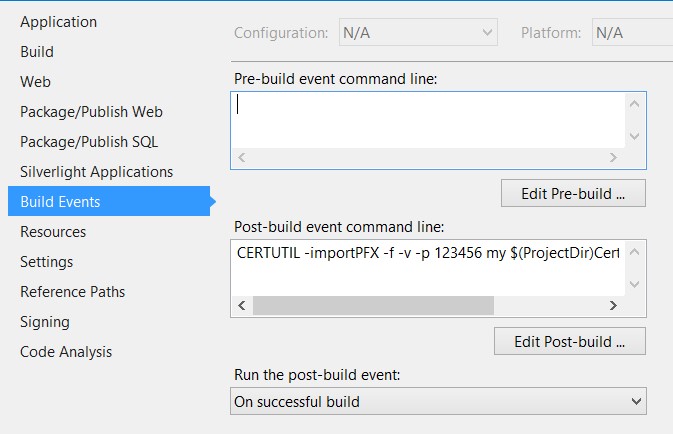 Application
Build
Web
Package/Publish Web
Package/Publish SQL
Silverlight Applications
Build Events
Resources
Settings
Reference Paths
Signing
Code Analysis
Configuration: N/A Platform: N/A
Pre-build event command line:
Edit Pre-build ...
Post-build event command line:
CERTUTIL -importPFX -f -v -p 123456 my $(ProjectDir)Cert
Edit Post-build ...
Run the post-build event:
On successful build